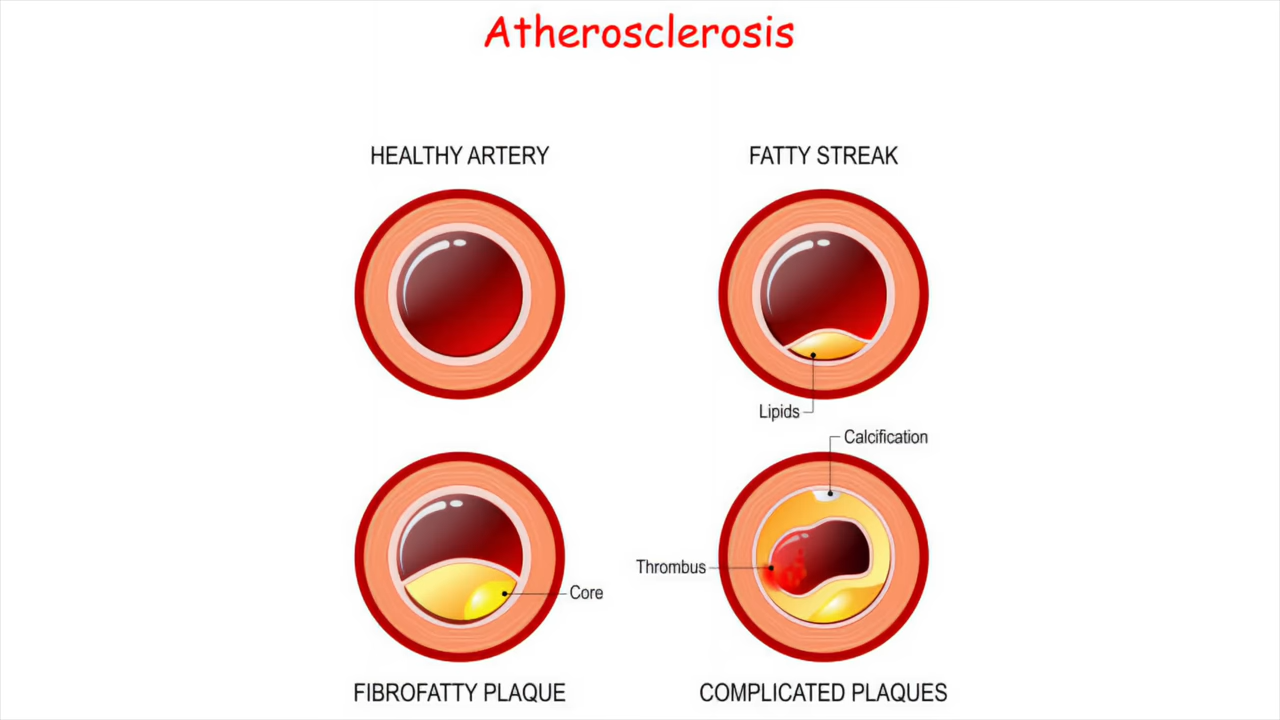 Atherosclerosis
HEALTHY ARTERY
FATTY STREAK
Lipids
Calcification
Thrombus
Core
FIBROFATTY PLAQUE
COMPLICATED PLAQUES